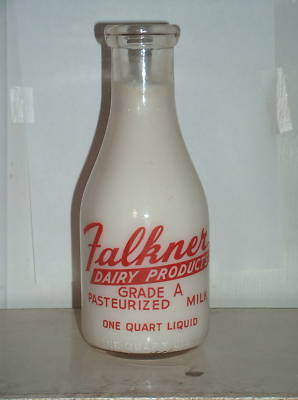 Falkner
DAIRY PRODUCTS
GRADE A
PASTEURIZED MILK
ONE QUART LIQUID